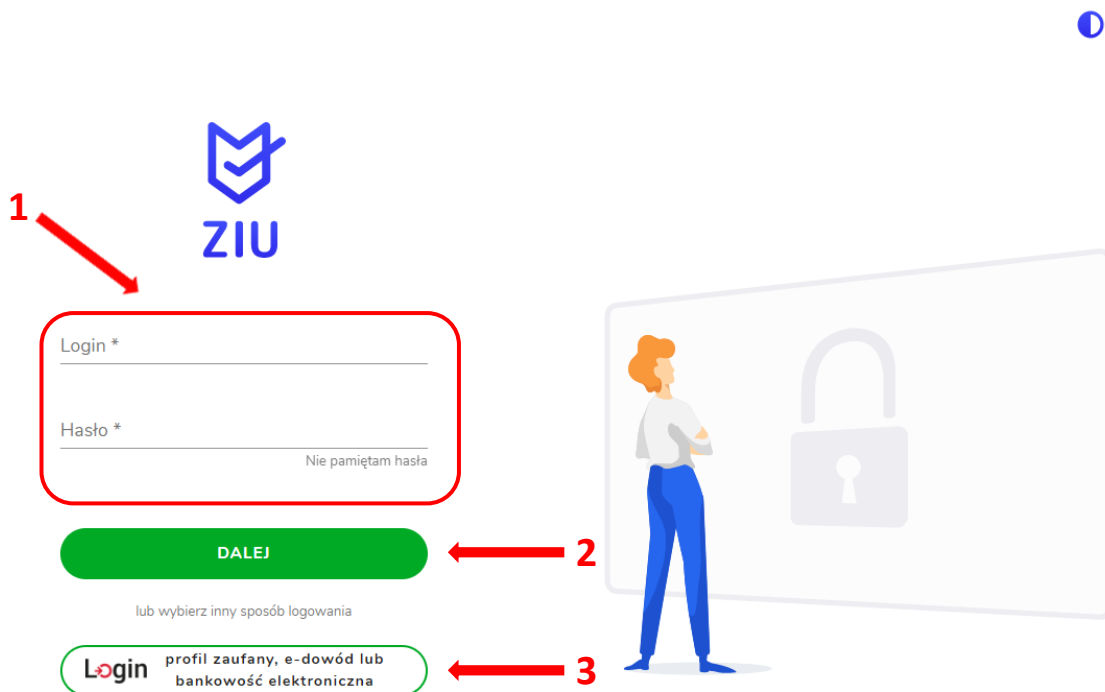 ZIU
1
Login *
Hasło *
Nie pamiętam hasła
DALEJ
2
lub wybierz inny sposób logowania
Login profil zaufany, e-dowód lub
bankowość elektroniczna
3